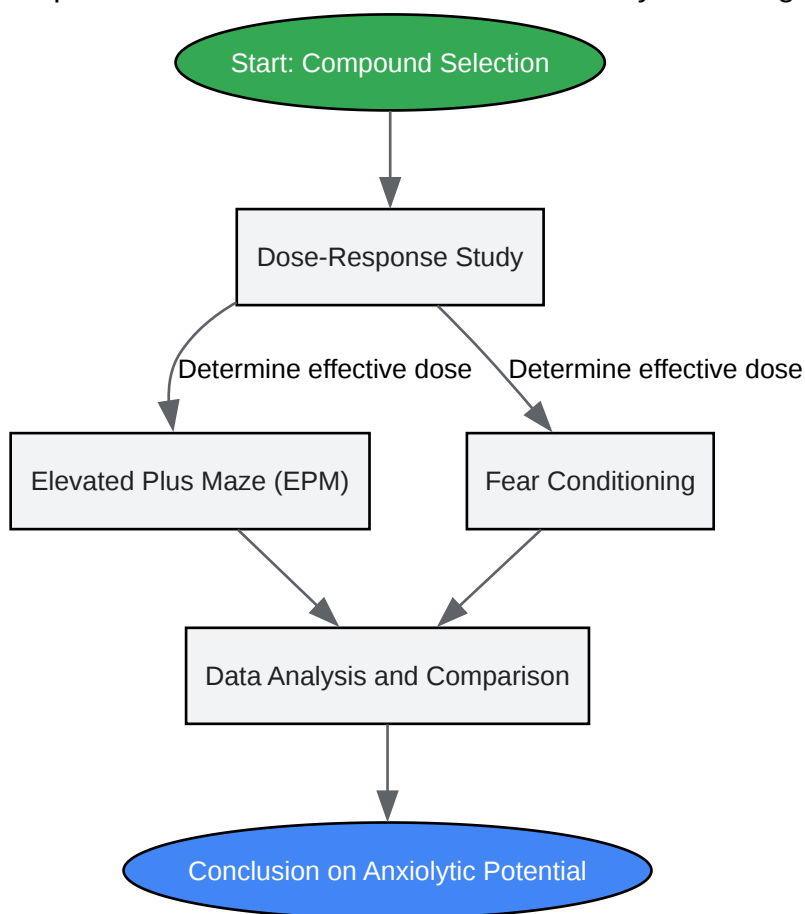 Start: Compound Selection
Dose-Response Study
Determine effective dose
Determine effective dose
Elevated Plus Maze (EPM)
Fear Conditioning
Data Analysis and Comparison
Conclusion on Anxiolytic Potential